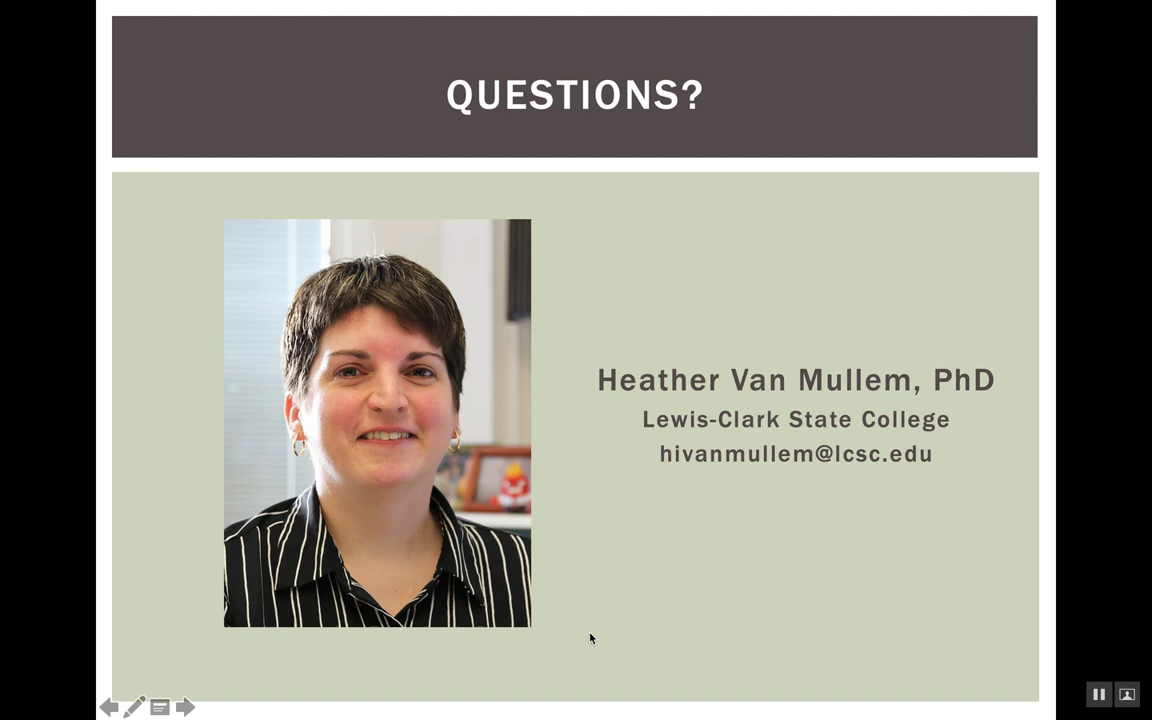 QUESTIONS?
Heather Van Mullem, PhD
Lewis-Clark State College
hivanmullem@lcsc.edu